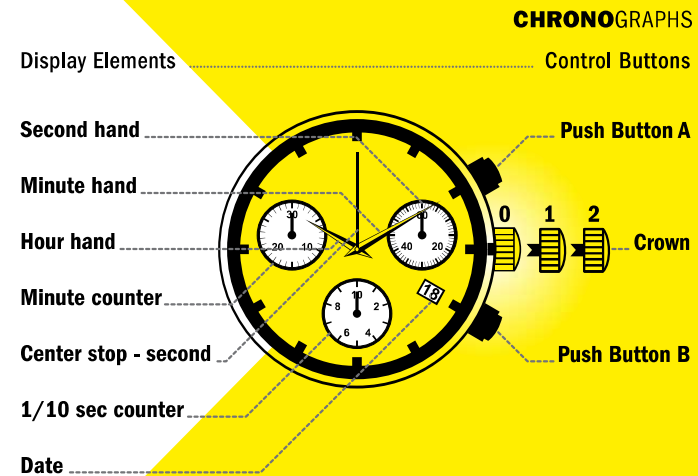 CHRONOGRAPHS
Display Elements
Control Buttons
Second hand
Push Button A
Minute hand
0 1 2
Hour hand
Crown
Minute counter
Center stop - second
Push Button B
1/10 sec counter
Date
30
20 10
60
40 20
10
8 2
6 4
18